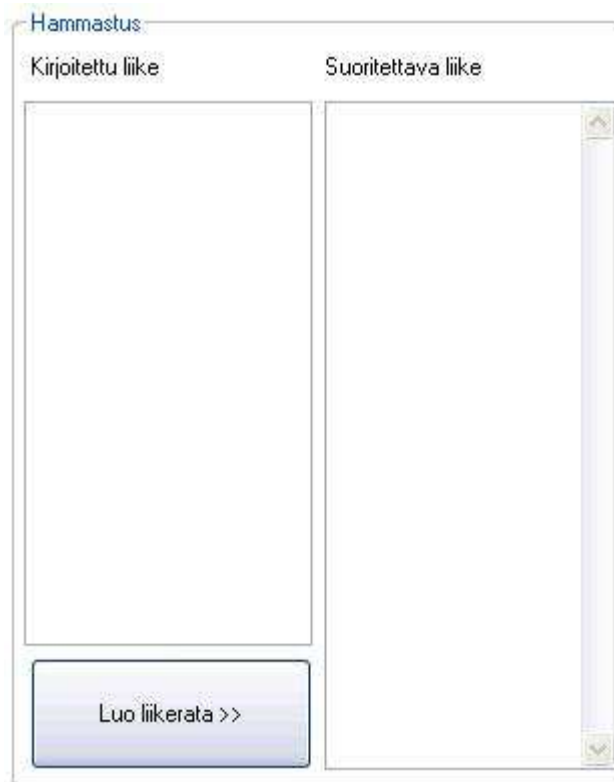 Hammastus
Kirjoitettu liike
Suoritettava liike
Luo liikerata >>